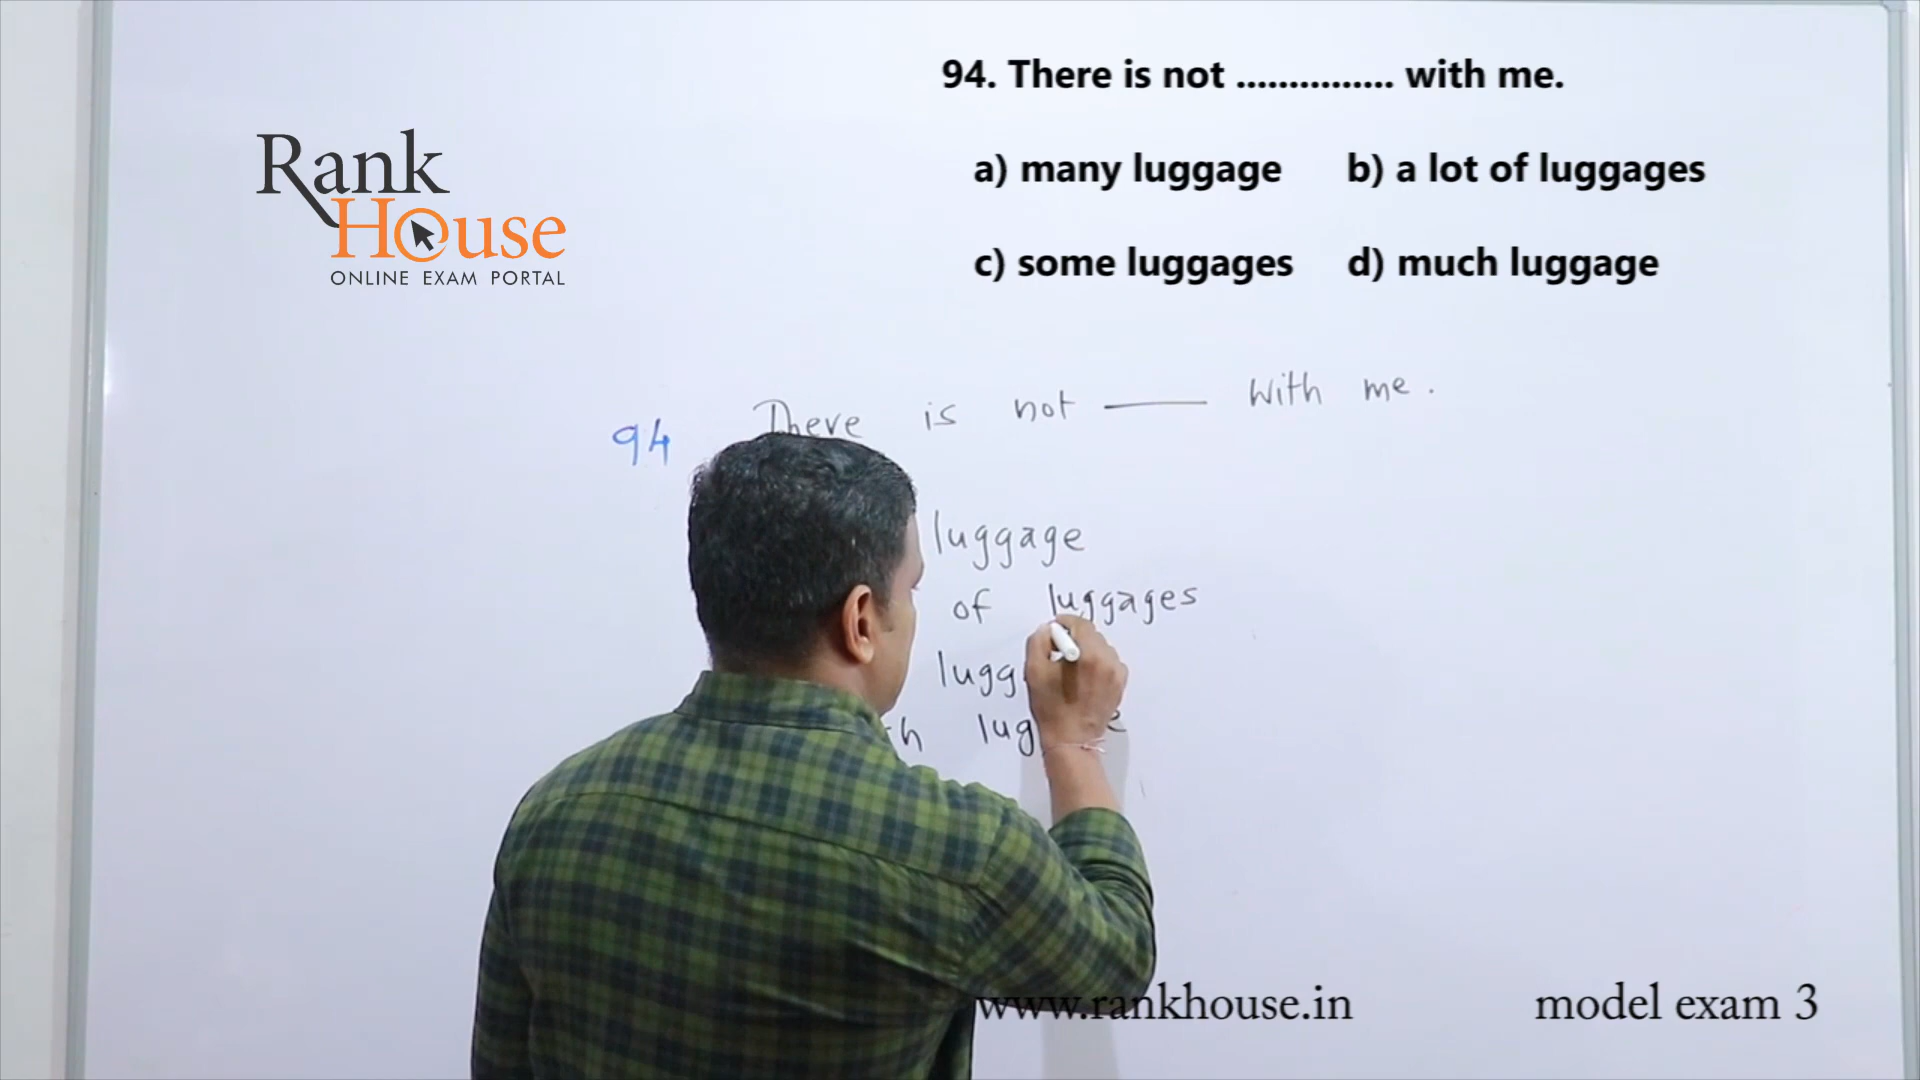 94. There is not ............... with me.
a) many luggage b) a lot of luggages
c) some luggages d) much luggage
Rank
House
ONLINE EXAM PORTAL
94 There is not —— with me.
luggage
of luggages
www.rankhouse.in model exam 3